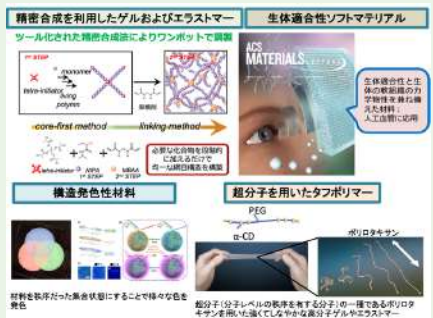 精密合成を利用したゲルおよびエラストマー
ツール化された精密合成法によりワンポットで調製
1st STEP
monomer
tetra-initiator
living
polymn
架橋剤
2nd STEP
core-first method
linking method
tetra-initiator
NIPA
1st STEP
MBAA
2nd STEP
必要な化合物を段階的
に加えるだけで
均一な網目構造を構築
生体適合性ソフトマテリアル
ACS
MATERIALS
LETTERS
生体適合性と生
体の軟組織の力
学物性を兼ね備
えた材料：
人工血管に応用
構造発色性材料
材料を秩序だった集合状態にすることで様々な色を
発色
超分子を用いたタフポリマー
PEG
α-CD
ポリロタキサン
超分子（分子レベルの秩序を有する分子）の一種であるポリロタ
キサンを用いた強くてしなやかな高分子ゲルやエラストマー